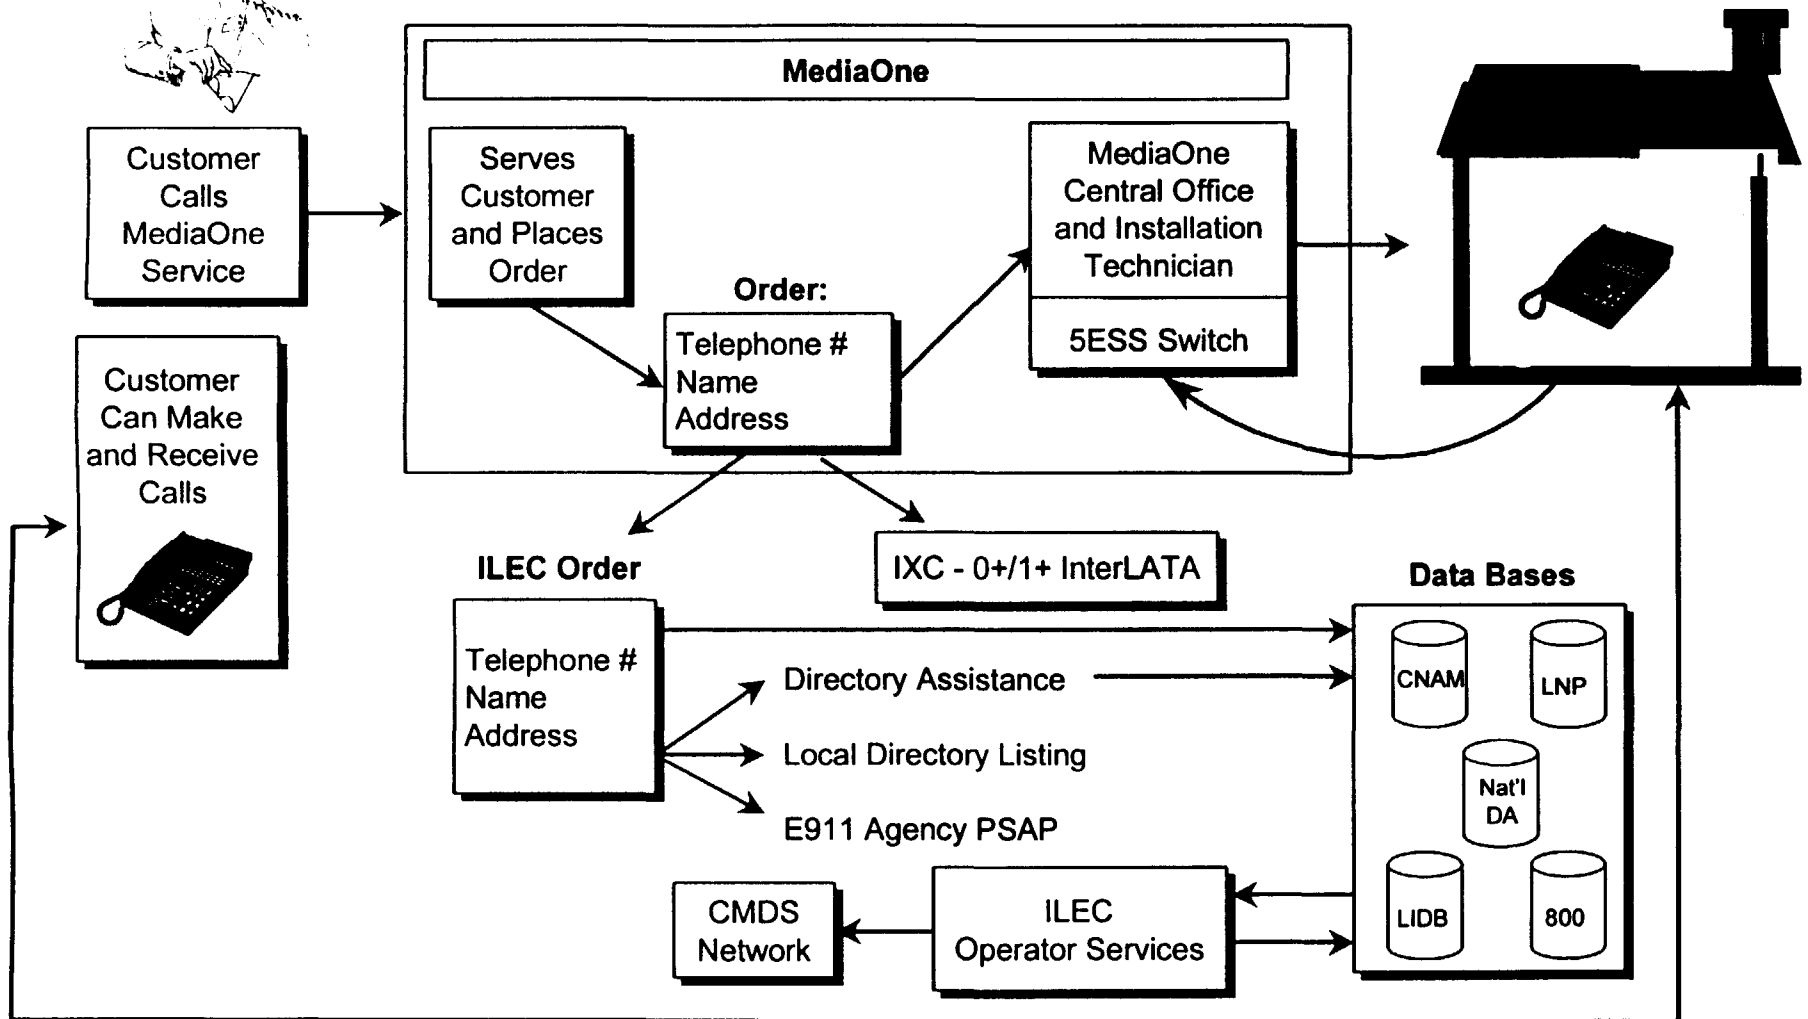 MediaOne
Customer
Calls
MediaOne
Service
Serves
Customer
and Places
Order
Order:
Telephone #
Name
Address
MediaOne
Central Office
and Installation
Technician
5ESS Switch
Customer
Can Make
and Receive
Calls
ILEC Order
Telephone #
Name
Address
IXC - 0+/1+ InterLATA
Directory Assistance
Local Directory Listing
E911 Agency PSAP
Data Bases
CNAM
LNP
Nat'l
DA
LIDB
800
ILEC
Operator Services
CMDS
Network